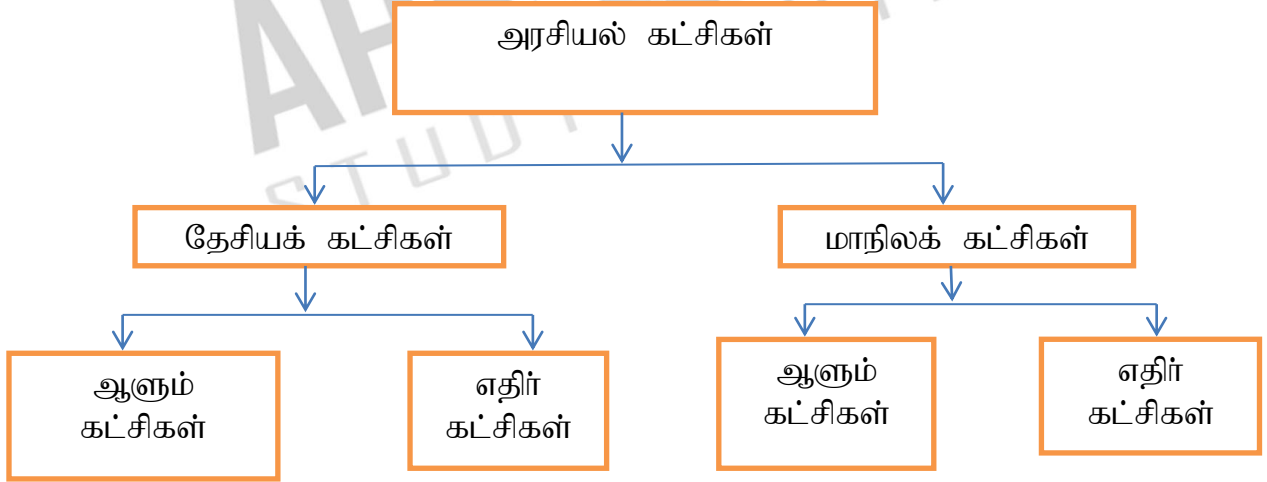 அரசியல் கட்சிகள்
தேசியக் கட்சிகள்
மாநிலக் கட்சிகள்
ஆளும்
கட்சிகள்
எதிர்
கட்சிகள்
ஆளும்
கட்சிகள்
எதிர்
கட்சிகள்